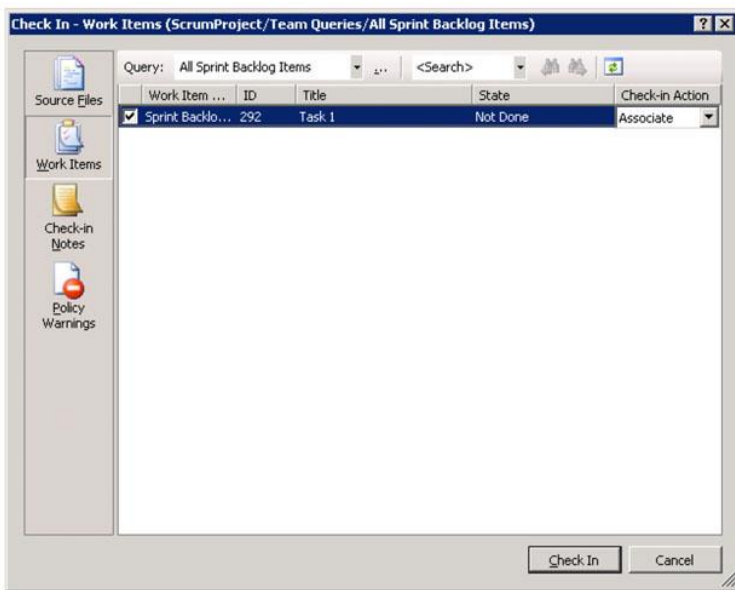 Check In - Work Items (ScrumProject/Team Queries/All Sprint Backlog Items)
Source Files
Work Items
Check-in
Notes
Policy
Warnings
Query: All Sprint Backlog Items ... <Search>
Work Item ... ID Title State Check-in Action
Sprint Backlo... 292 Task 1 Not Done Associate
Check In Cancel